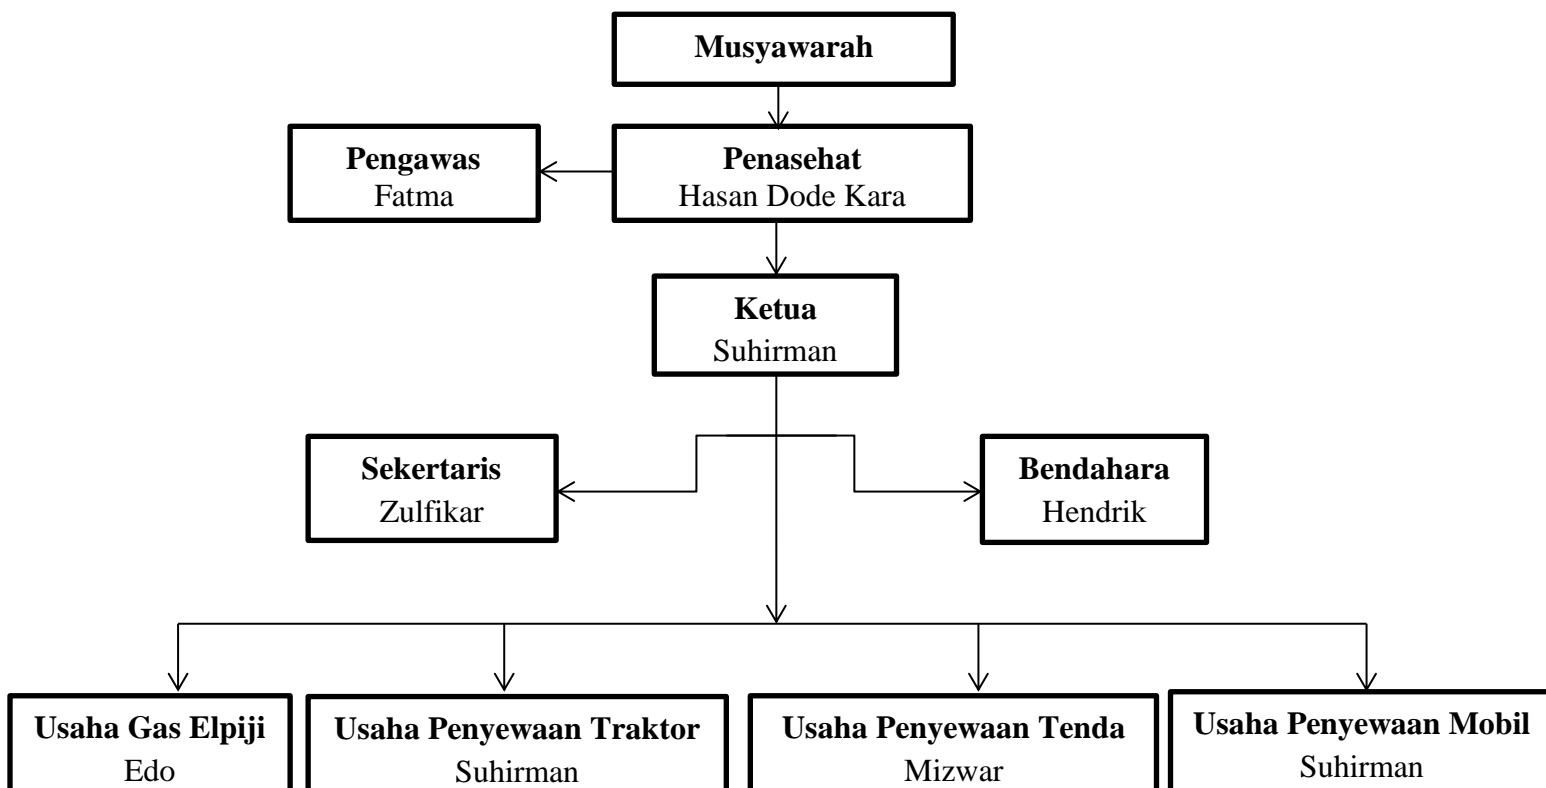 Musyawarah
Pengawas
Fatma
Penasehat
Hasan Dode Kara
Ketua
Suhirman
Sekertaris
Zulfikar
Bendahara
Hendrik
Usaha Gas Elpiji
Edo
Usaha Penyewaan Traktor
Suhirman
Usaha Penyewaan Tenda
Mizwar
Usaha Penyewaan Mobil
Suhirman